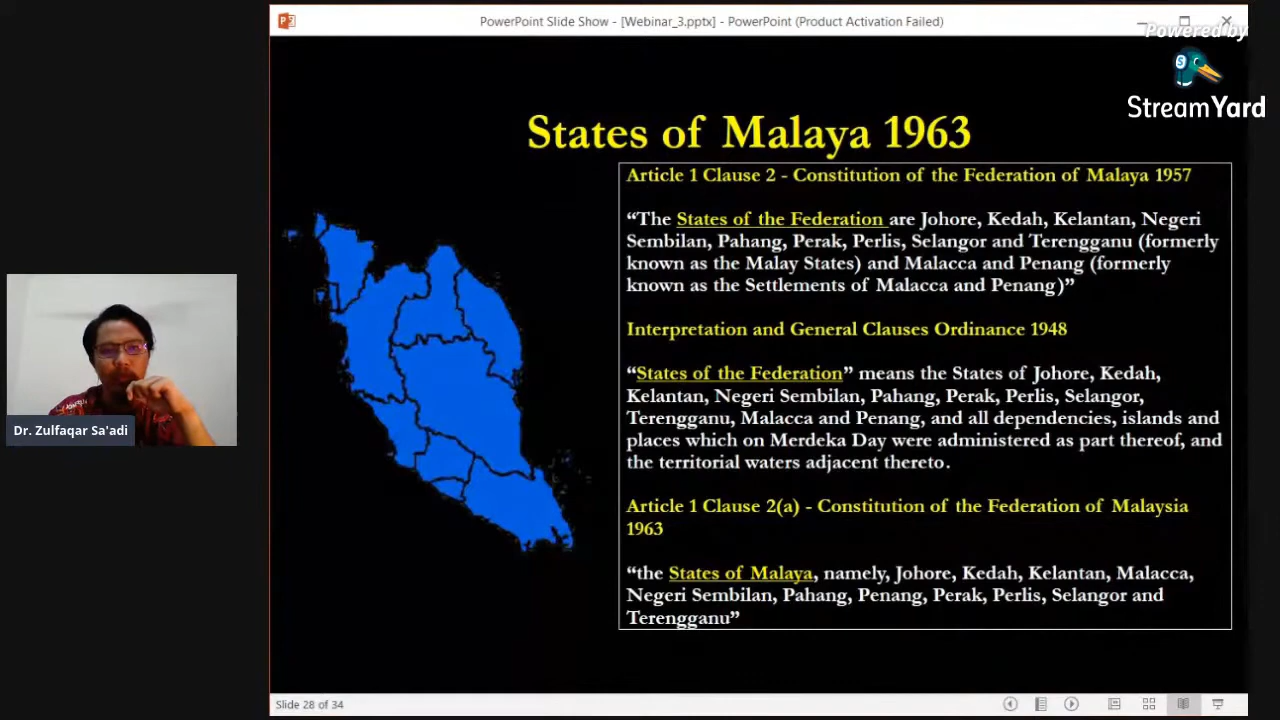 PowerPoint Slide Show - [Webinar_3.pptx] - PowerPoint (Product Activation Failed)
Powered by
StreamYard
States of Malaya 1963
Article 1 Clause 2 - Constitution of the Federation of Malaya 1957
“The States of the Federation are Johore, Kedah, Kelantan, Negeri
Sembilan, Pahang, Perak, Perlis, Selangor and Terengganu (formerly
known as the Malay States) and Malacca and Penang (formerly
known as the Settlements of Malacca and Penang)”
Interpretation and General Clauses Ordinance 1948
“States of the Federation” means the States of Johore, Kedah,
Kelantan, Negeri Sembilan, Pahang, Perak, Perlis, Selangor,
Terengganu, Malacca and Penang, and all dependencies, islands and
places which on Merdeka Day were administered as part thereof, and
the territorial waters adjacent thereto.
Article 1 Clause 2(a) - Constitution of the Federation of Malaysia
1963
“the States of Malaya, namely, Johore, Kedah, Kelantan, Malacca,
Negeri Sembilan, Pahang, Penang, Perak, Perlis, Selangor and
Terengganu”
Dr. Zulfaqar Sa'adi
Slide 28 of 34